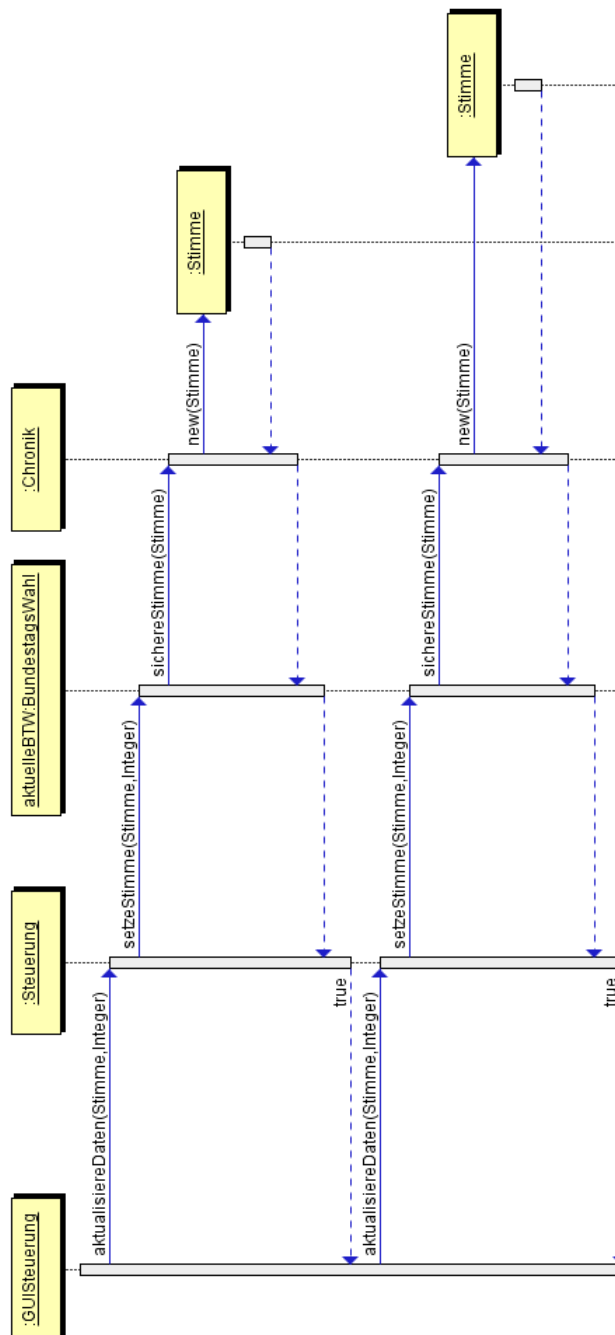 :GUISteuerung
:Steuerung
aktuelleBTW:BundestagsWahl
:Chronik
aktualisiereDaten(Stimme,Integer)
setzeStimme(Stimme,Integer)
sichereStimme(Stimme)
new(Stimme)
:Stimme
true
aktualisiereDaten(Stimme,Integer)
setzeStimme(Stimme,Integer)
sichereStimme(Stimme)
new(Stimme)
:Stimme
true